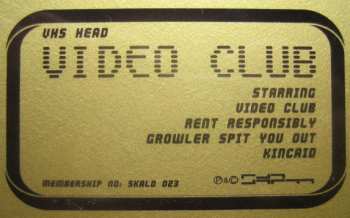 VHS HEAD
VIDEO CLUB
STARRING
VIDEO CLUB
RENT RESPONSIBLY
GROWLER SPIT YOU OUT
KINCAID
MEMBERSHIP NO: SKALD 023
℗&©